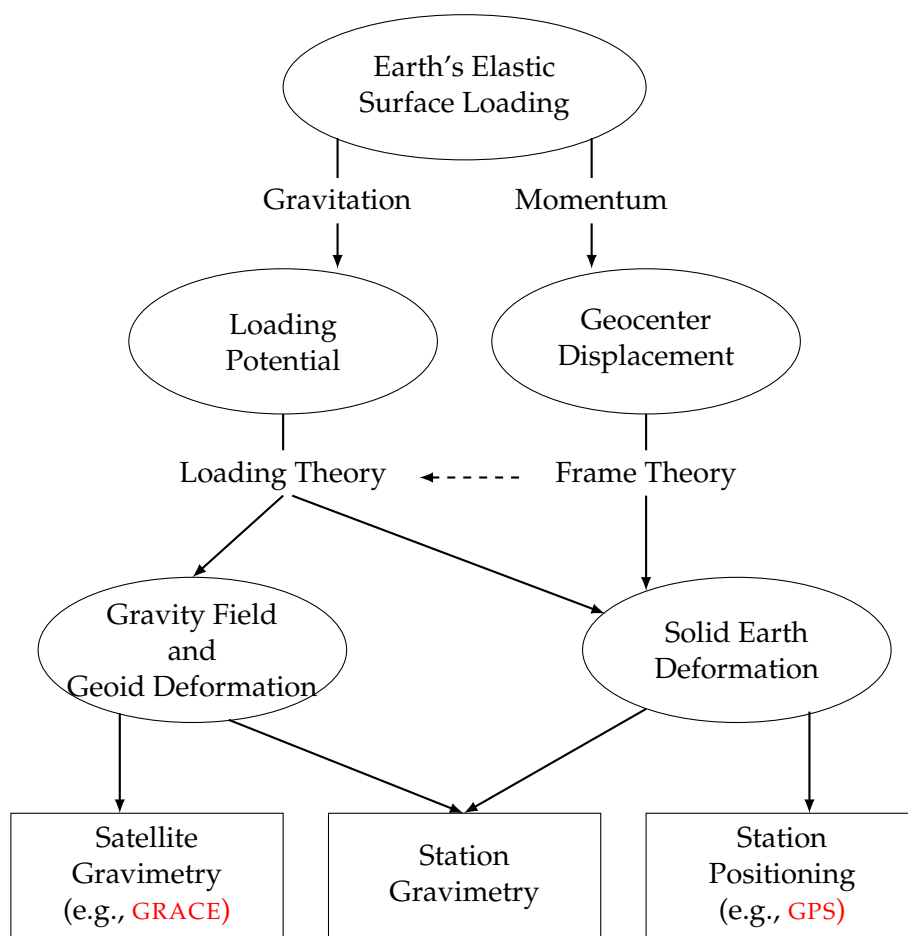 Earth's Elastic
Surface Loading
Gravitation
Momentum
Loading
Potential
Geocenter
Displacement
Loading Theory
Frame Theory
Gravity Field
and
Geoid Deformation
Solid Earth
Deformation
Satellite
Gravimetry
(e.g., GRACE)
Station
Gravimetry
Station
Positioning
(e.g., GPS)